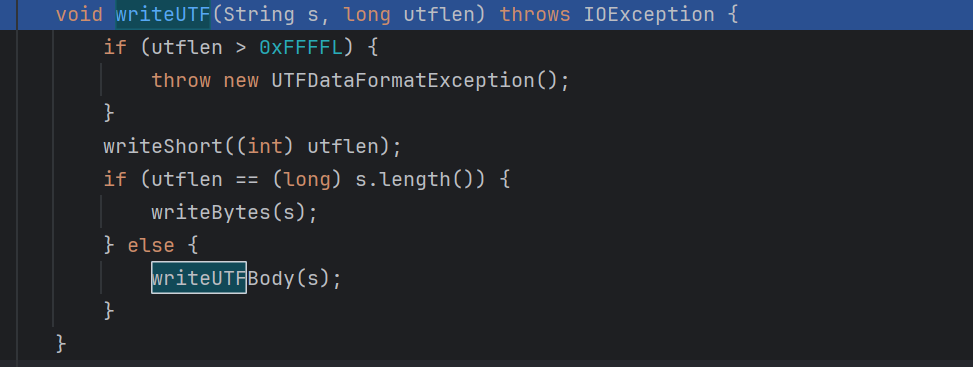 void writeUTF(String s, long utflen) throws IOException {
if (utflen > 0xFFFFL) {
throw new UTFDataFormatException();
}
writeShort((int) utflen);
if (utflen == (long) s.length()) {
writeBytes(s);
} else {
writeUTFBody(s);
}
}